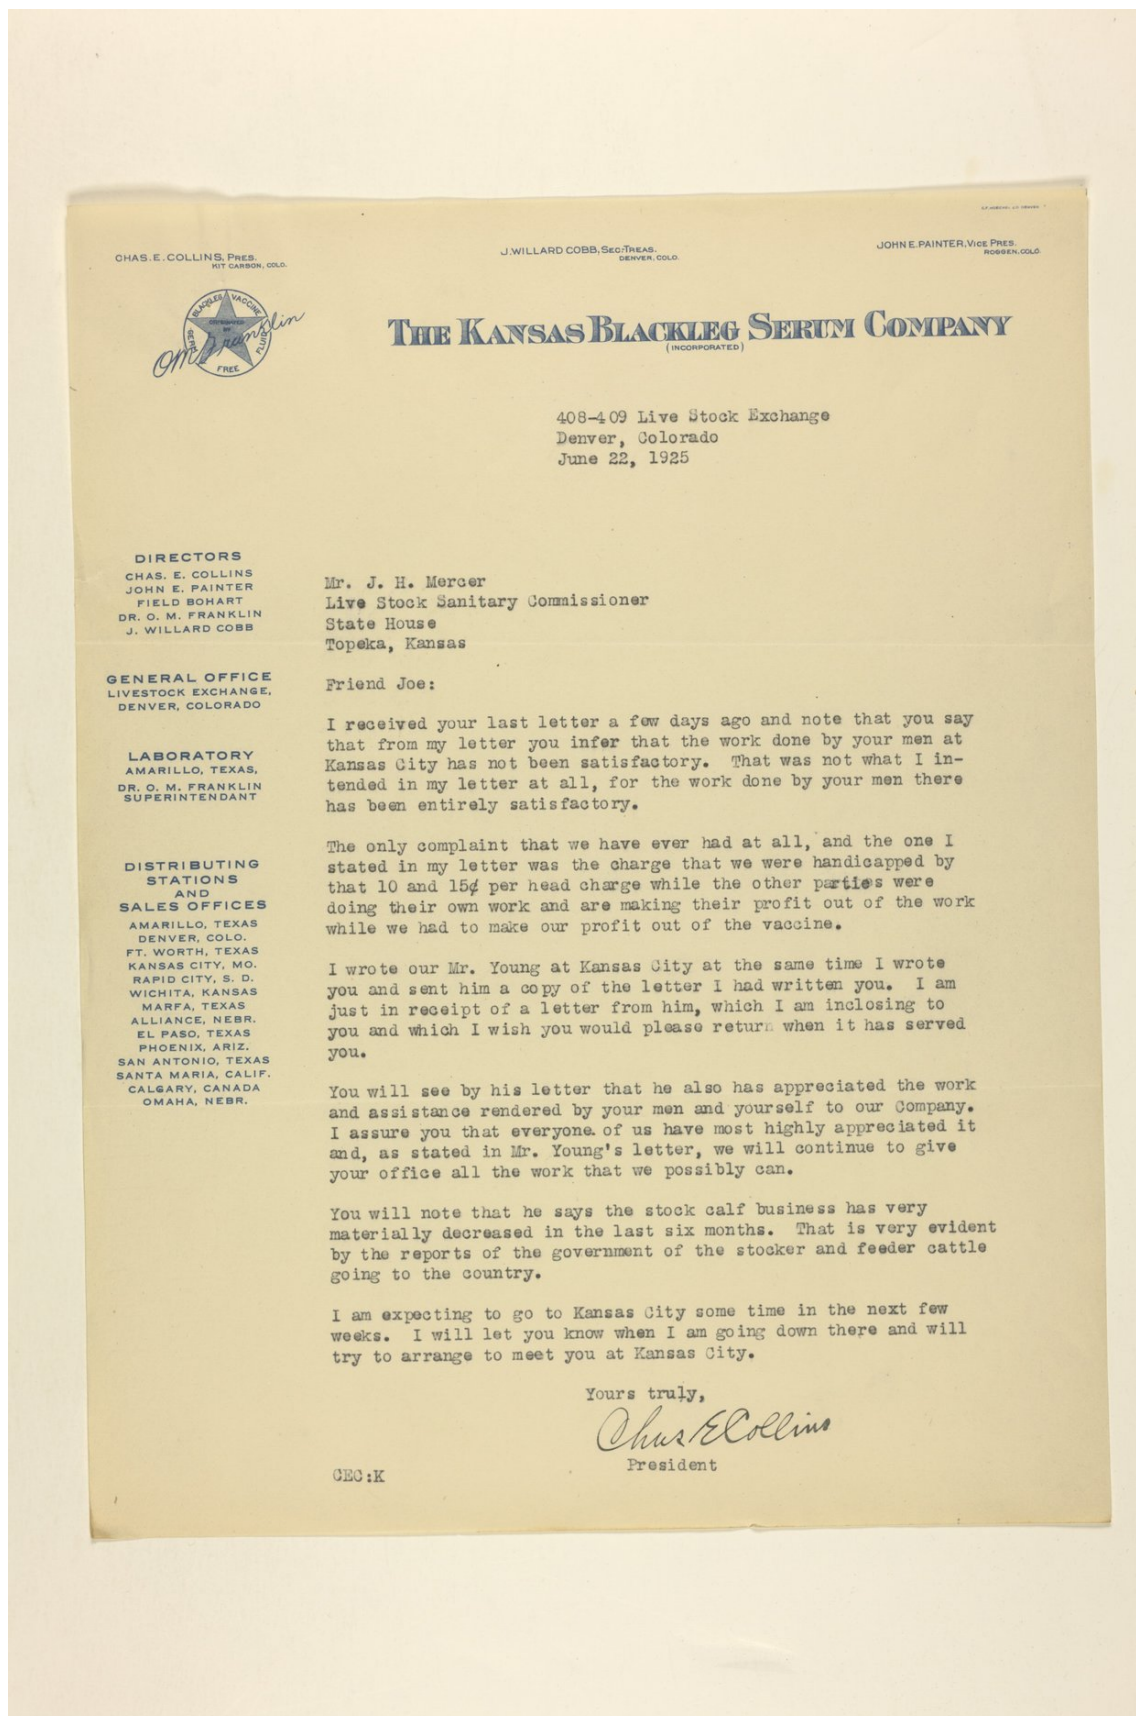 CHAS. E. COLLINS, PRES.
KIT CARSON, COLO.
J. WILLARD COBB, SEC-TREAS.
DENVER, COLO.
JOHN E. PAINTER, VICE PRES.
ROGGEN, COLO.
BLACKLEG VACCINE
GERM FREE FLUID
O M Franklin
THE KANSAS BLACKLEG SERUM COMPANY
(INCORPORATED)
408-409 Live Stock Exchange
Denver, Colorado
June 22, 1925
DIRECTORS
CHAS. E. COLLINS
JOHN E. PAINTER
FIELD BOHART
DR. O. M. FRANKLIN
J. WILLARD COBB
GENERAL OFFICE
LIVESTOCK EXCHANGE,
DENVER, COLORADO
LABORATORY
AMARILLO, TEXAS,
DR. O. M. FRANKLIN
SUPERINTENDANT
DISTRIBUTING
STATIONS
AND
SALES OFFICES
AMARILLO, TEXAS
DENVER, COLO.
FT. WORTH, TEXAS
KANSAS CITY, MO.
RAPID CITY, S. D.
WICHITA, KANSAS
MARFA, TEXAS
ALLIANCE, NEBR.
EL PASO, TEXAS
PHOENIX, ARIZ.
SAN ANTONIO, TEXAS
SANTA MARIA, CALIF.
CALGARY, CANADA
OMAHA, NEBR.
Mr. J. H. Mercer
Live Stock Sanitary Commissioner
State House
Topeka, Kansas
Friend Joe:
I received your last letter a few days ago and note that you say
that from my letter you infer that the work done by your men at
Kansas City has not been satisfactory. That was not what I in-
tended in my letter at all, for the work done by your men there
has been entirely satisfactory.
The only complaint that we have ever had at all, and the one I
stated in my letter was the charge that we were handicapped by
that 10 and 15¢ per head charge while the other parties were
doing their own work and are making their profit out of the work
while we had to make our profit out of the vaccine.
I wrote our Mr. Young at Kansas City at the same time I wrote
you and sent him a copy of the letter I had written you. I am
just in receipt of a letter from him, which I am inclosing to
you and which I wish you would please return when it has served
you.
You will see by his letter that he also has appreciated the work
and assistance rendered by your men and yourself to our Company.
I assure you that everyone of us have most highly appreciated it
and, as stated in Mr. Young's letter, we will continue to give
your office all the work that we possibly can.
You will note that he says the stock calf business has very
materially decreased in the last six months. That is very evident
by the reports of the government of the stocker and feeder cattle
going to the country.
I am expecting to go to Kansas City some time in the next few
weeks. I will let you know when I am going down there and will
try to arrange to meet you at Kansas City.
Yours truly,
Chas E Collins
President
CEC:K